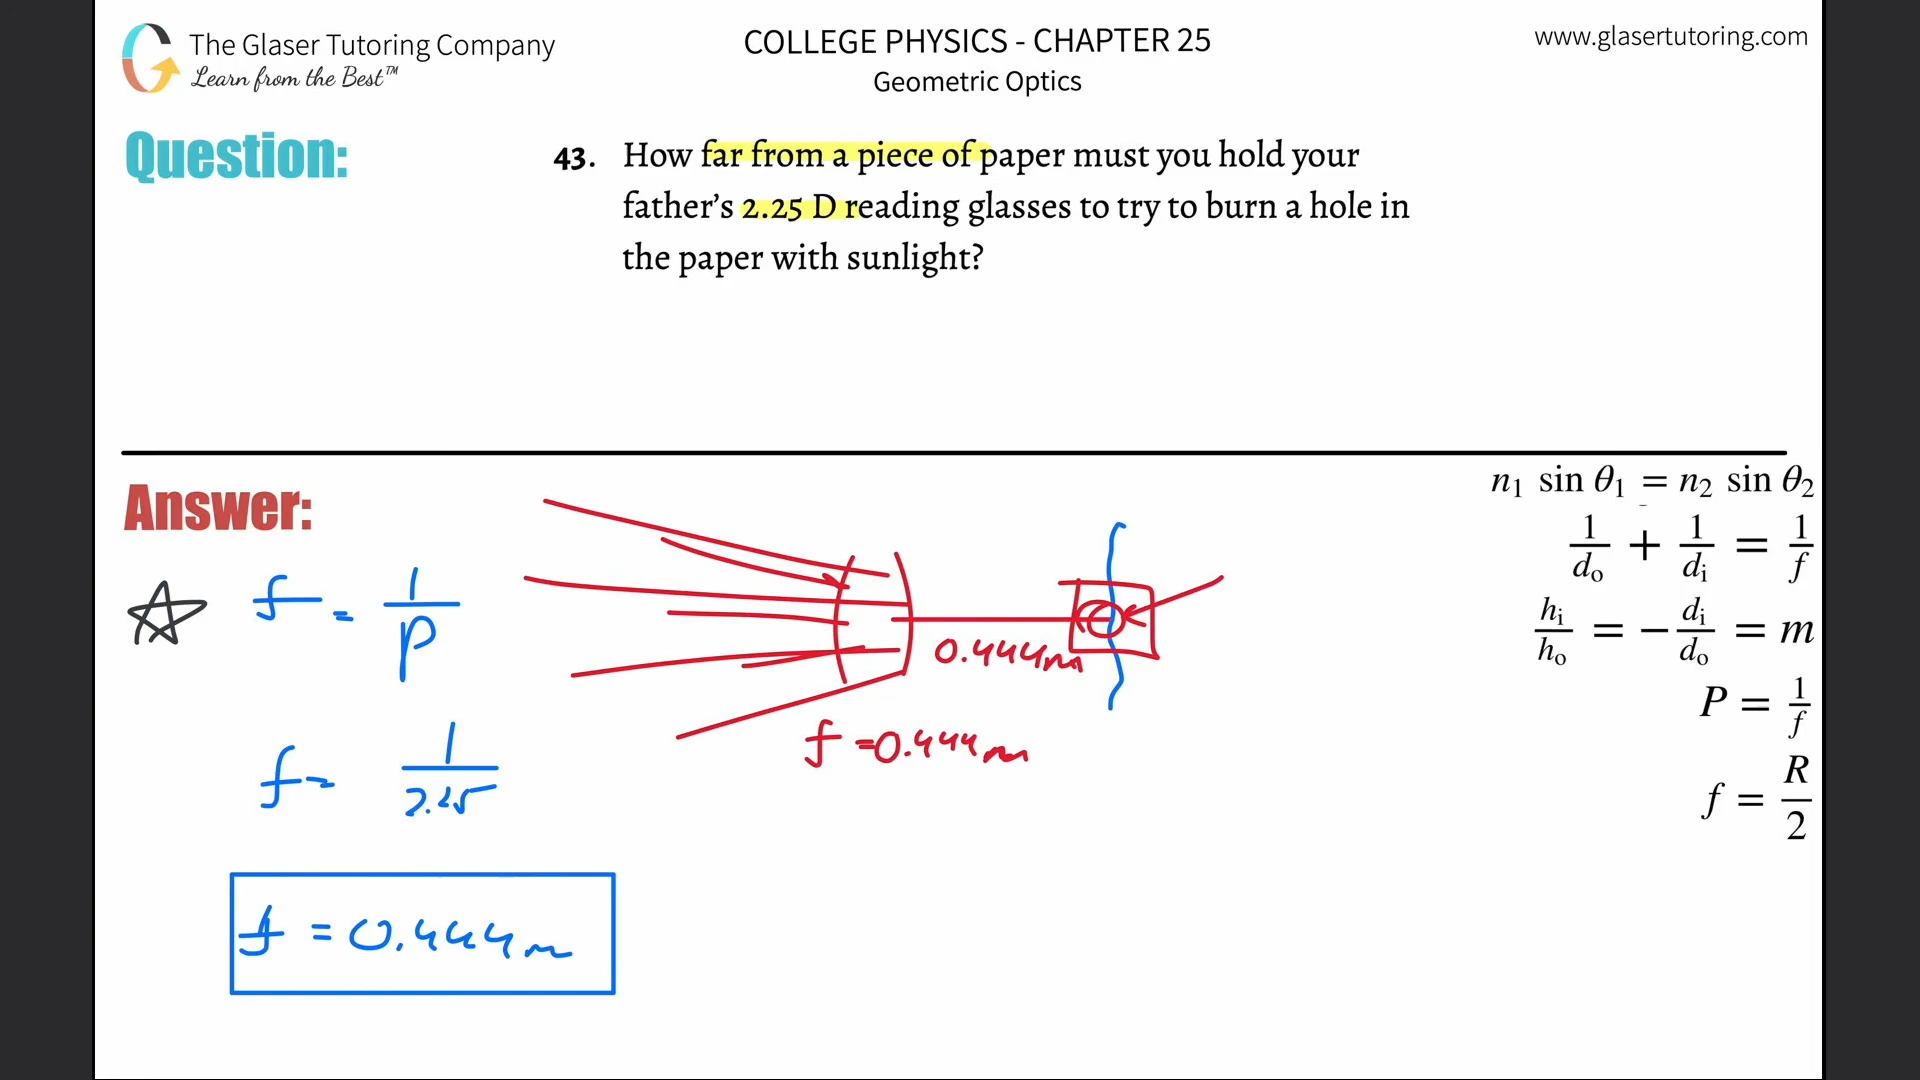 The Glaser Tutoring Company
Learn from the Best™
COLLEGE PHYSICS - CHAPTER 25
Geometric Optics
www.glasertutoring.com
Question:
43. How far from a piece of paper must you hold your
father's 2.25 D reading glasses to try to burn a hole in
the paper with sunlight?
Answer:
f = 1/P
f = 1/2.25
f = 0.444m
0.444m
f = 0.444m
n₁ sin θ₁ = n₂ sin θ₂
1/dₒ + 1/dᵢ = 1/f
hᵢ/hₒ = −dᵢ/dₒ = m
P = 1/f
f = R/2